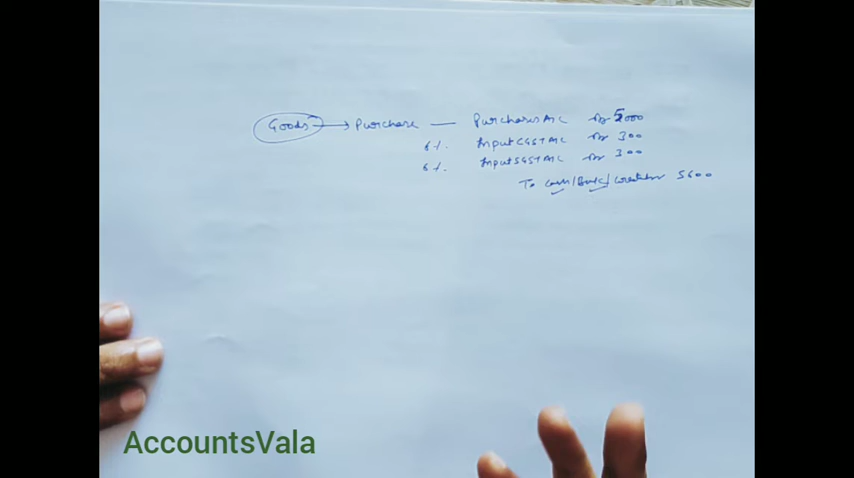 Goods → Purchase — Purchases A/C Dr 5000
6%. Input CGST A/C Dr 300
6%. Input SGST A/C Dr 300
To Cash/Bank/Creditor 5600
AccountsVala